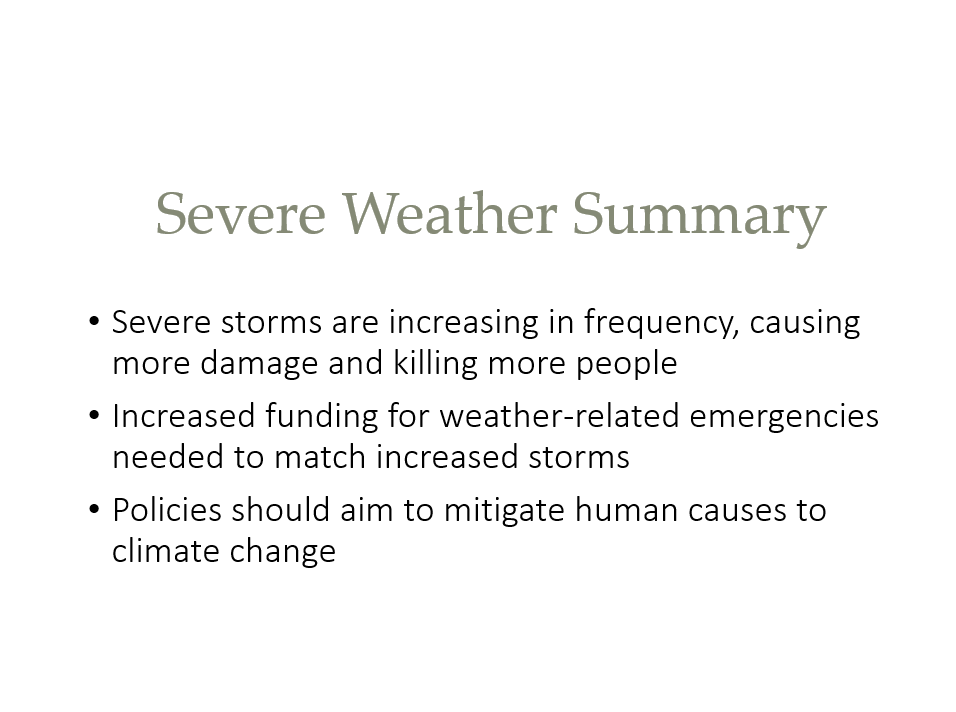 Severe Weather Summary
• Severe storms are increasing in frequency, causing
more damage and killing more people
• Increased funding for weather-related emergencies
needed to match increased storms
• Policies should aim to mitigate human causes to
climate change